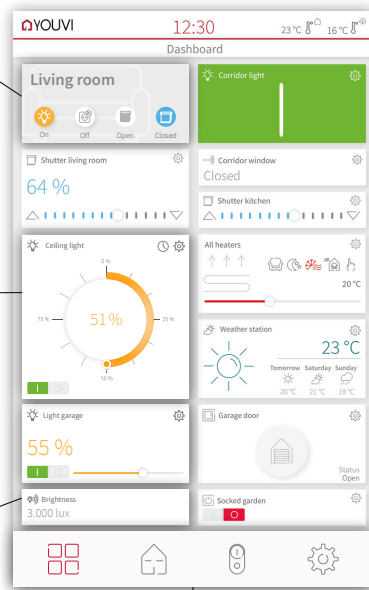 YOUVI 12:30 23 °C 16 °C
Dashboard
Living room
On Off Open Closed
Corridor light
Shutter living room
64 %
Corridor window
Closed
Shutter kitchen
Ceiling light
0 %
75 % 51% 25 %
50 %
All heaters
20 °C
Weather station
23 °C
Tomorrow Saturday Sunday
20 °C 21 °C 19 °C
Light garage
55 %
Garage door
Status
Open
Brightness
3.000 lux
Socked garden